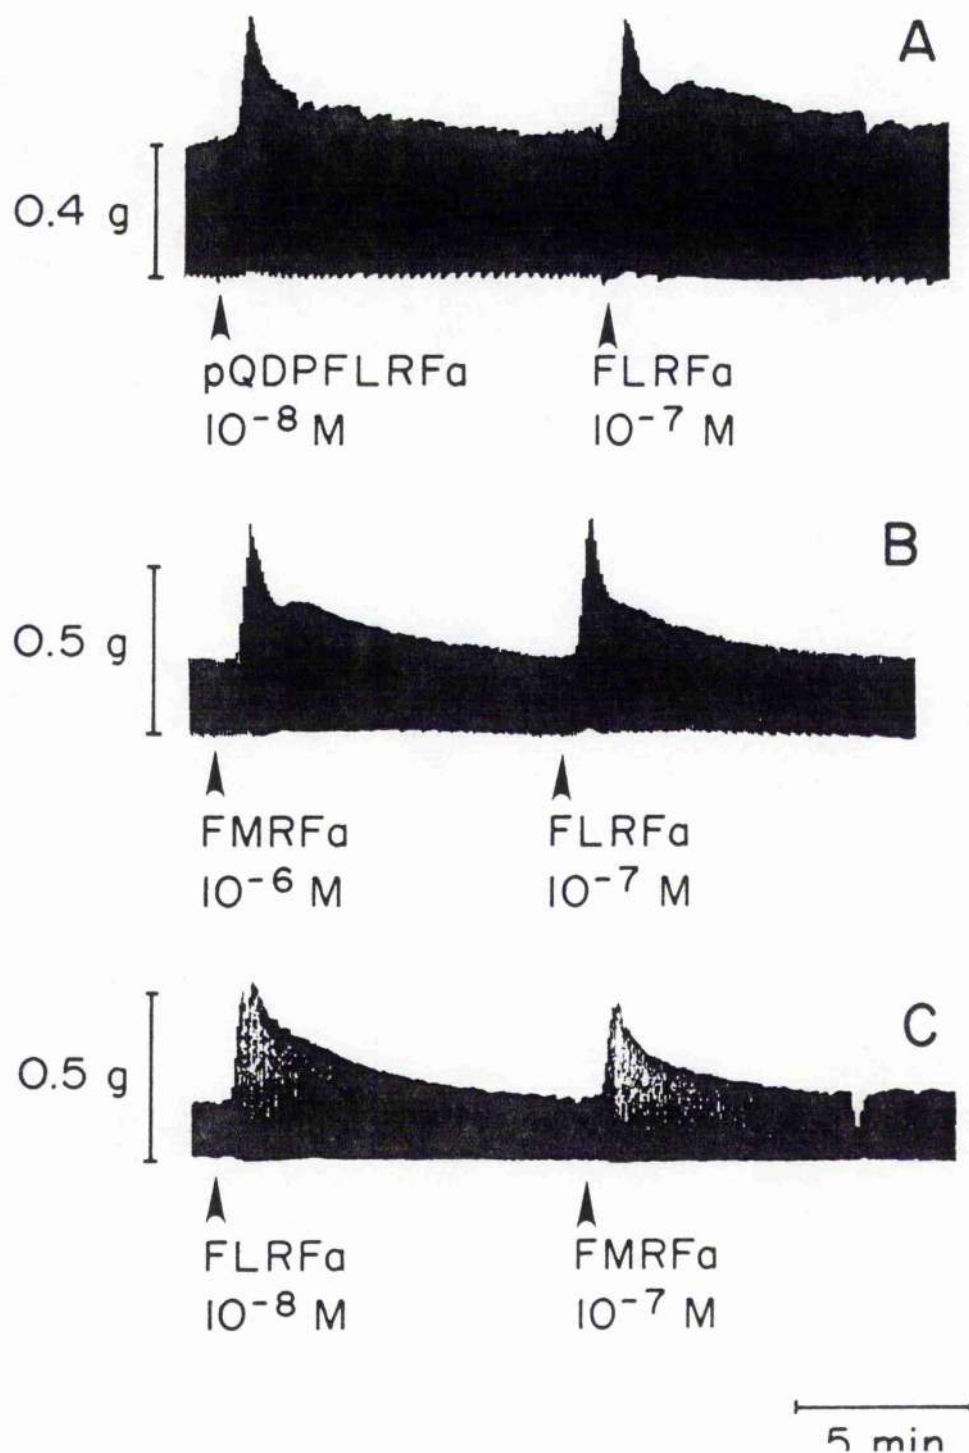 A
0.4 g
pQDPFLRFa FLRFa
10⁻⁸ M 10⁻⁷ M
B
0.5 g
FMRFa FLRFa
10⁻⁶ M 10⁻⁷ M
C
0.5 g
FLRFa FMRFa
10⁻⁸ M 10⁻⁷ M
5 min